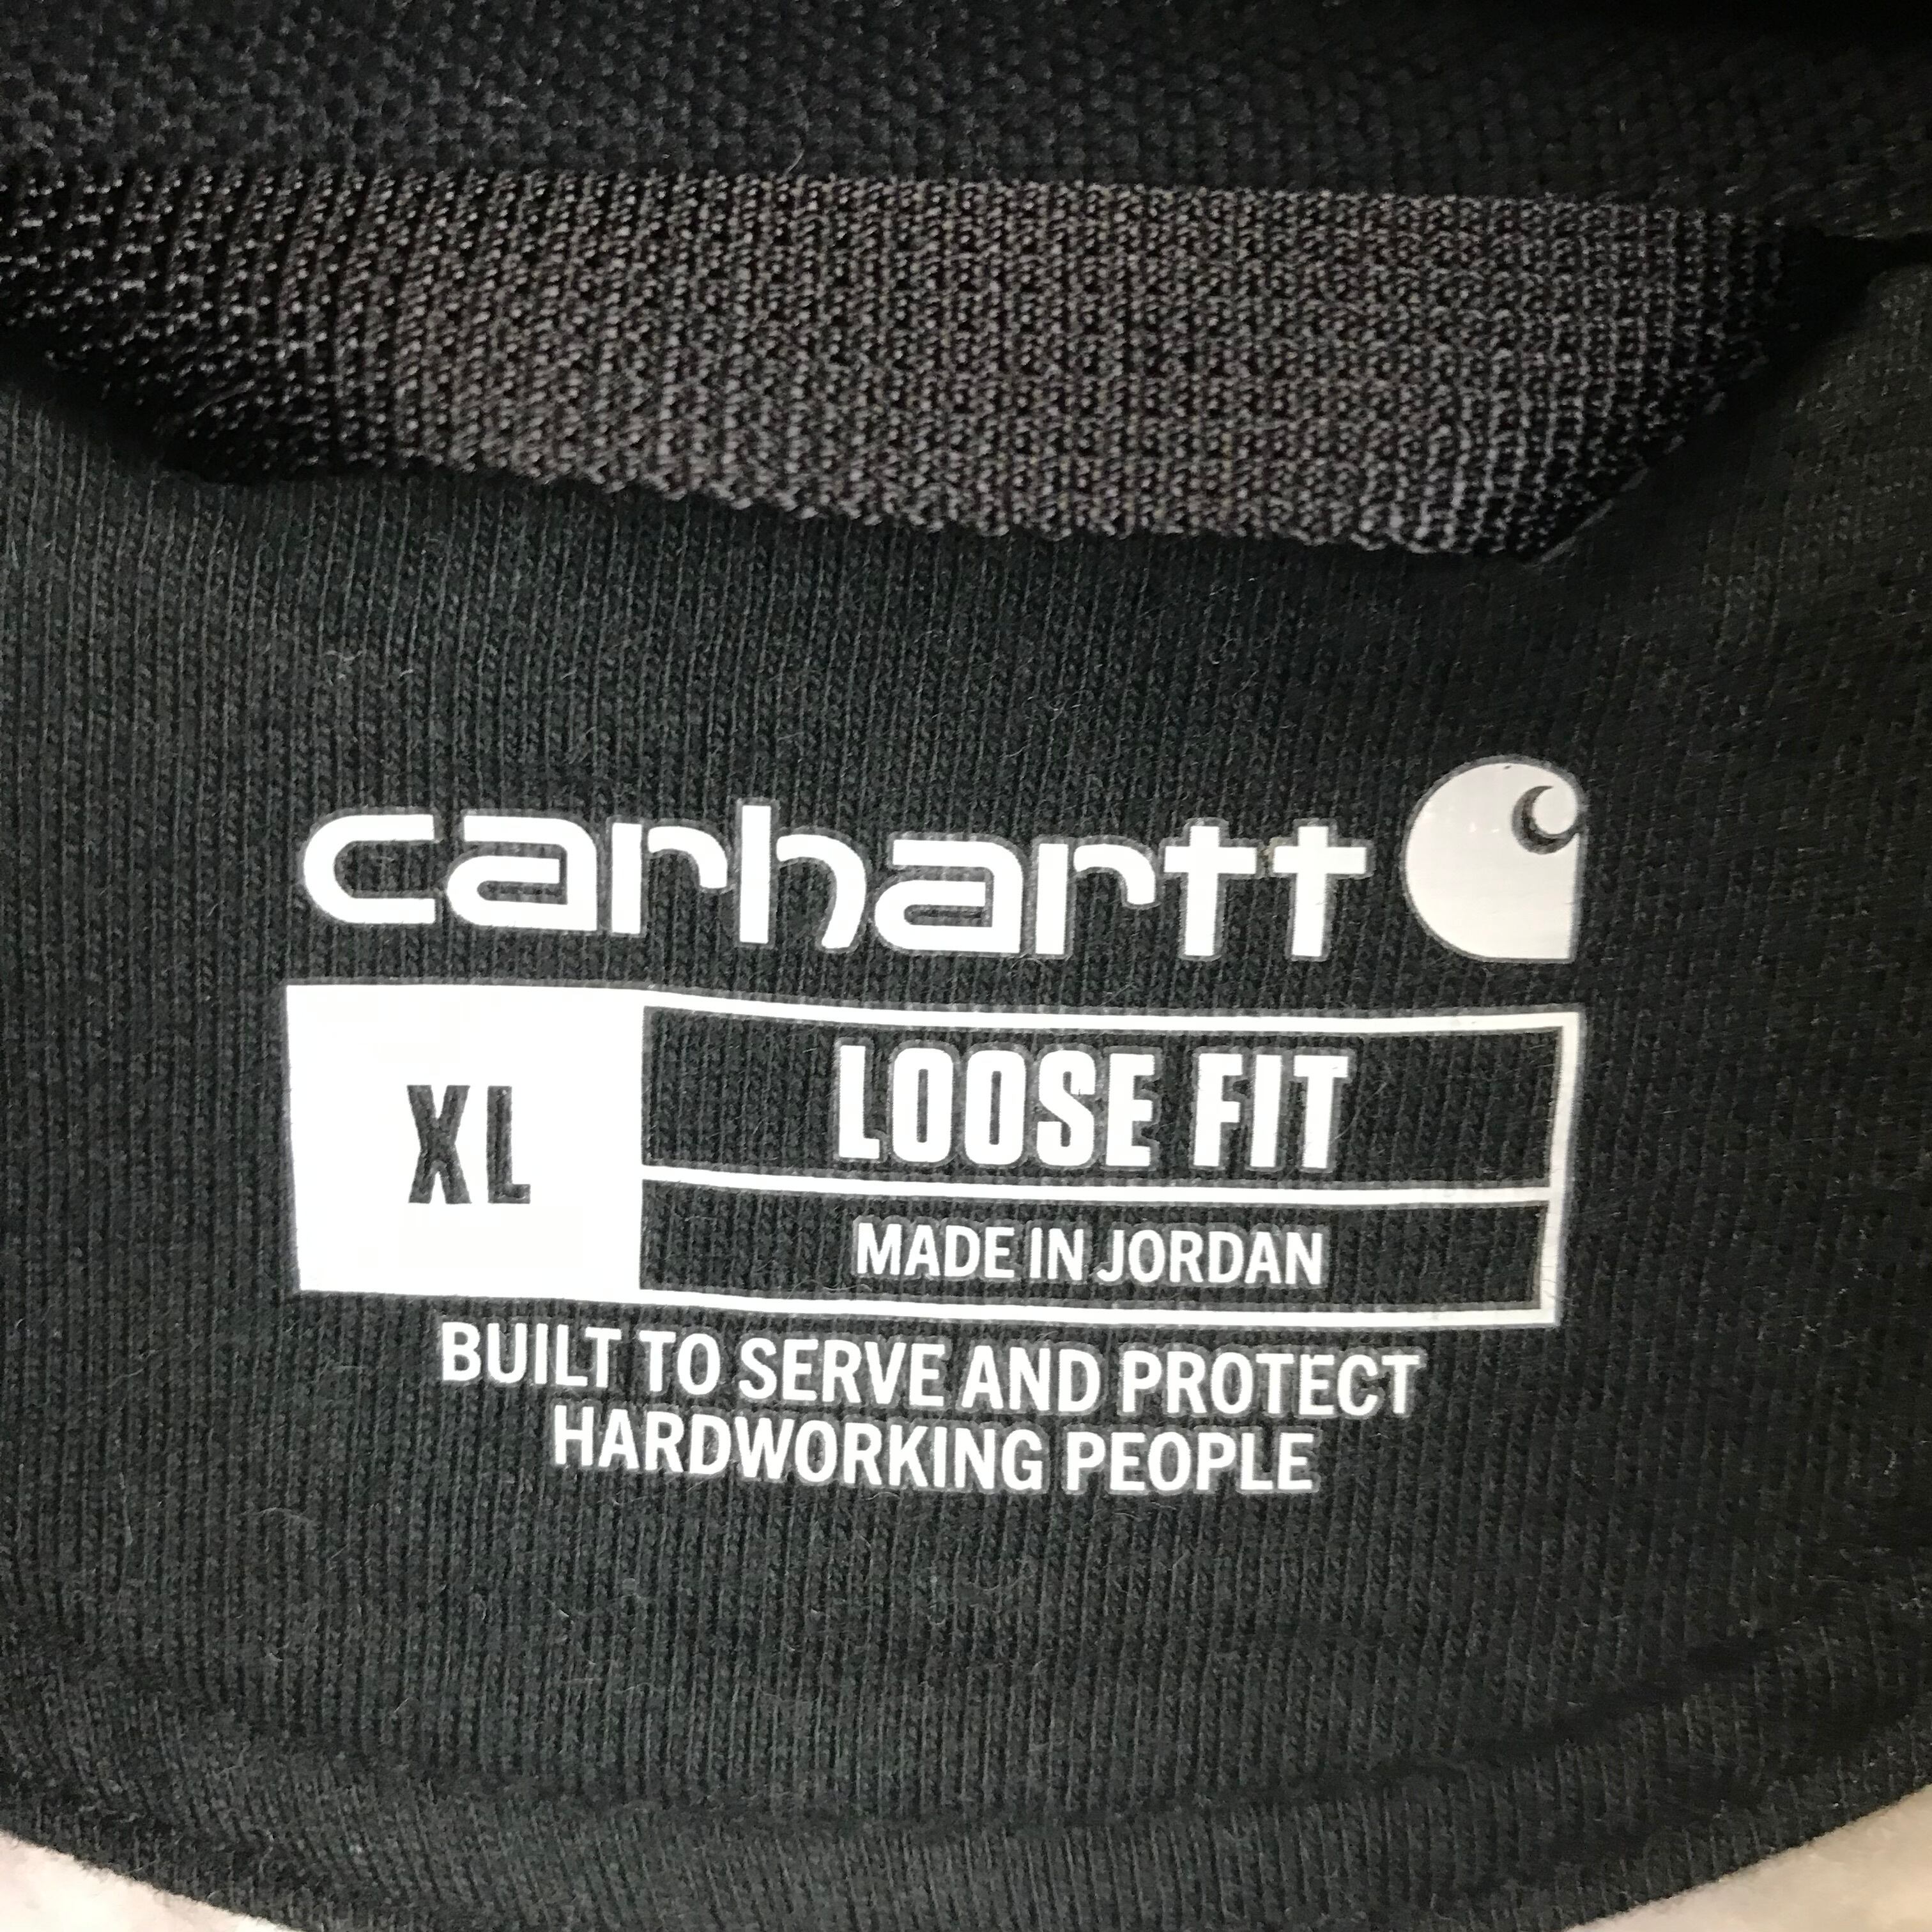 carhartt
XL
LOOSE FIT
MADE IN JORDAN
BUILT TO SERVE AND PROTECT
HARDWORKING PEOPLE